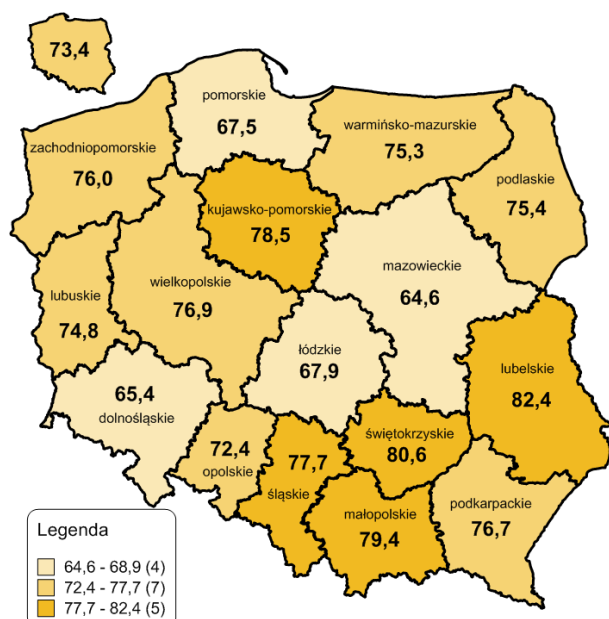 73,4
pomorskie
67,5
warmińsko-mazurskie
75,3
zachodniopomorskie
76,0
podlaskie
75,4
kujawsko-pomorskie
78,5
mazowieckie
64,6
wielkopolskie
76,9
lubuskie
74,8
łódzkie
67,9
lubelskie
82,4
65,4
dolnośląskie
świętokrzyskie
80,6
72,4
opolskie
77,7
śląskie
małopolskie
79,4
podkarpackie
76,7
Legenda
64,6 - 68,9 (4)
72,4 - 77,7 (7)
77,7 - 82,4 (5)